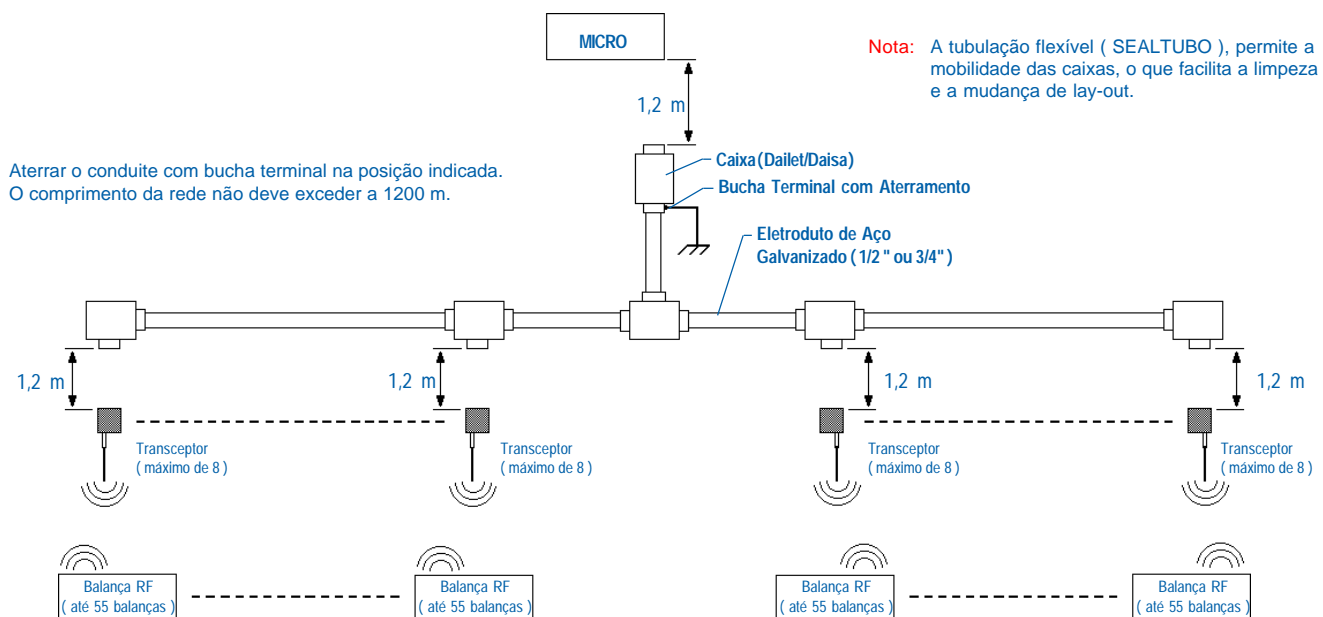 MICRO
Nota: A tubulação flexível ( SEALTUBO ), permite a
mobilidade das caixas, o que facilita a limpeza
e a mudança de lay-out.
1,2 m
Aterrar o conduite com bucha terminal na posição indicada.
O comprimento da rede não deve exceder a 1200 m.
Caixa (Dailet/Daisa)
Bucha Terminal com Aterramento
Eletroduto de Aço
Galvanizado ( 1/2 " ou 3/4" )
1,2 m
1,2 m
1,2 m
1,2 m
Transceptor
( máximo de 8 )
Transceptor
( máximo de 8 )
Transceptor
( máximo de 8 )
Transceptor
( máximo de 8 )
Balança RF
( até 55 balanças )
Balança RF
( até 55 balanças )
Balança RF
( até 55 balanças )
Balança RF
( até 55 balanças )